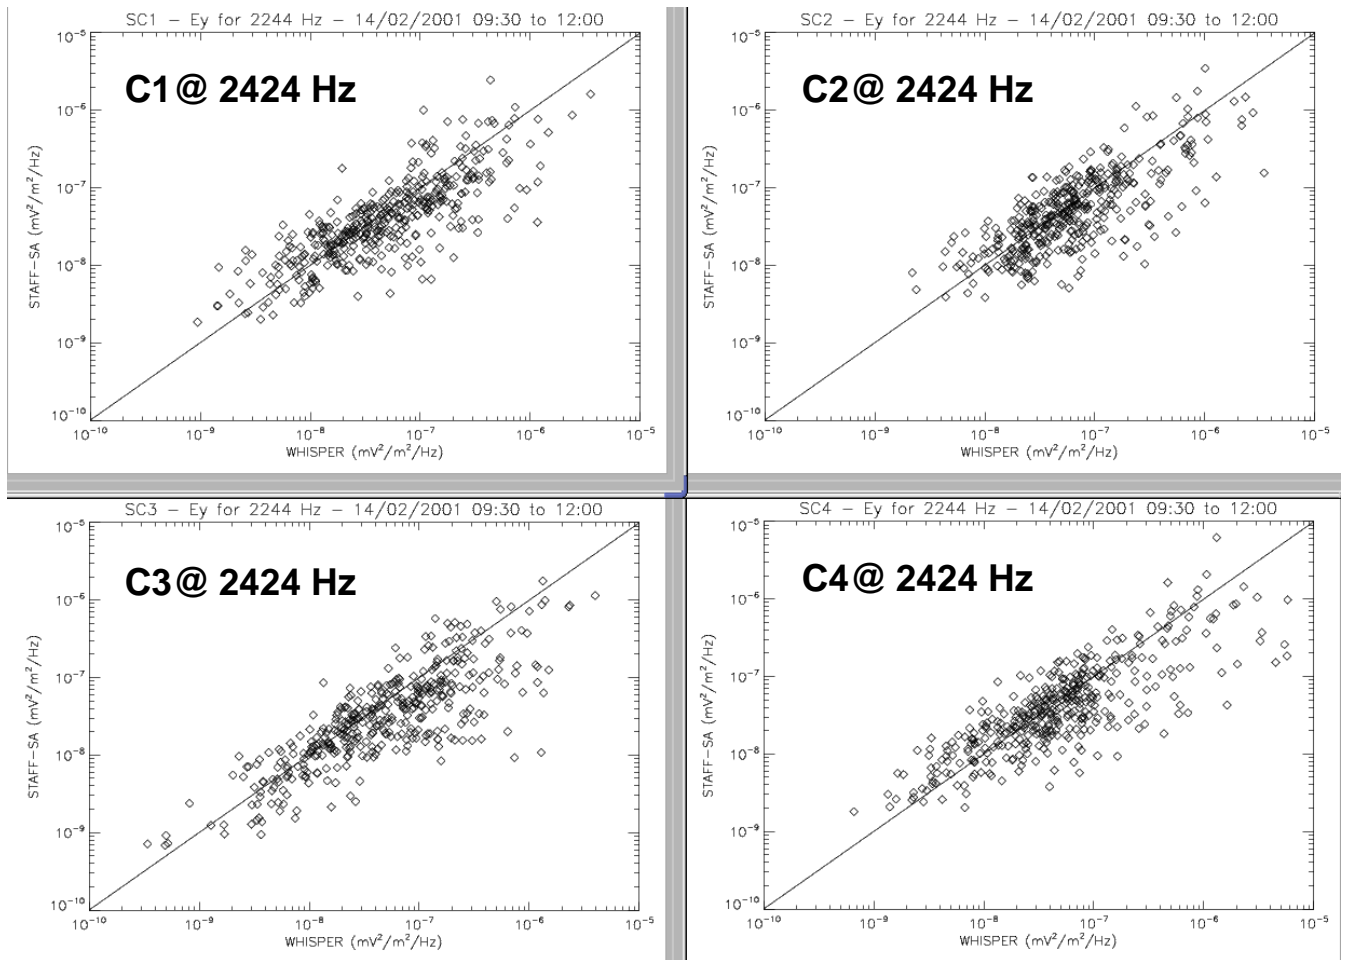 SC1 - Ey for 2244 Hz - 14/02/2001 09:30 to 12:00
C1@ 2424 Hz
STAFF-SA (mV²/m²/Hz)
10⁻⁵
10⁻⁶
10⁻⁷
10⁻⁸
10⁻⁹
10⁻¹⁰
10⁻¹⁰ 10⁻⁹ 10⁻⁸ 10⁻⁷ 10⁻⁶ 10⁻⁵
WHISPER (mV²/m²/Hz)
SC2 - Ey for 2244 Hz - 14/02/2001 09:30 to 12:00
C2@ 2424 Hz
STAFF-SA (mV²/m²/Hz)
10⁻⁵
10⁻⁶
10⁻⁷
10⁻⁸
10⁻⁹
10⁻¹⁰
10⁻¹⁰ 10⁻⁹ 10⁻⁸ 10⁻⁷ 10⁻⁶ 10⁻⁵
WHISPER (mV²/m²/Hz)
SC3 - Ey for 2244 Hz - 14/02/2001 09:30 to 12:00
C3@ 2424 Hz
STAFF-SA (mV²/m²/Hz)
10⁻⁵
10⁻⁶
10⁻⁷
10⁻⁸
10⁻⁹
10⁻¹⁰
10⁻¹⁰ 10⁻⁹ 10⁻⁸ 10⁻⁷ 10⁻⁶ 10⁻⁵
WHISPER (mV²/m²/Hz)
SC4 - Ey for 2244 Hz - 14/02/2001 09:30 to 12:00
C4@ 2424 Hz
STAFF-SA (mV²/m²/Hz)
10⁻⁵
10⁻⁶
10⁻⁷
10⁻⁸
10⁻⁹
10⁻¹⁰
10⁻¹⁰ 10⁻⁹ 10⁻⁸ 10⁻⁷ 10⁻⁶ 10⁻⁵
WHISPER (mV²/m²/Hz)